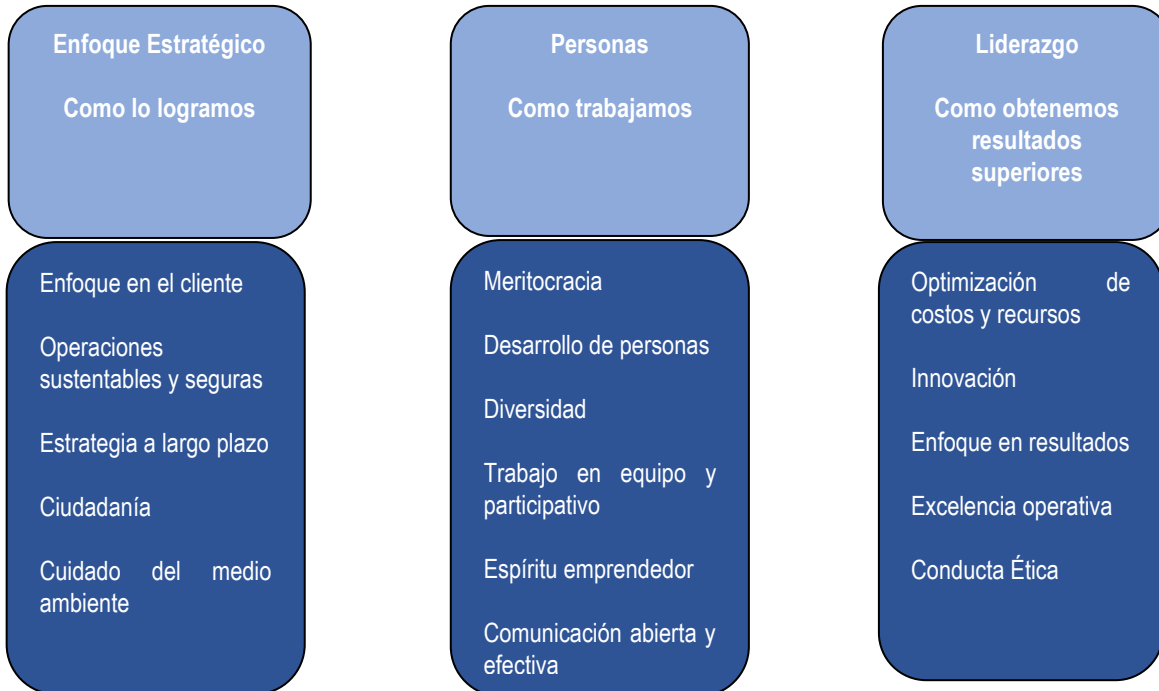 Enfoque Estratégico
Como lo logramos
Enfoque en el cliente
Operaciones
sustentables y seguras
Estrategia a largo plazo
Ciudadanía
Cuidado del medio
ambiente
Personas
Como trabajamos
Meritocracia
Desarrollo de personas
Diversidad
Trabajo en equipo y
participativo
Espíritu emprendedor
Comunicación abierta y
efectiva
Liderazgo
Como obtenemos
resultados
superiores
Optimización de
costos y recursos
Innovación
Enfoque en resultados
Excelencia operativa
Conducta Ética